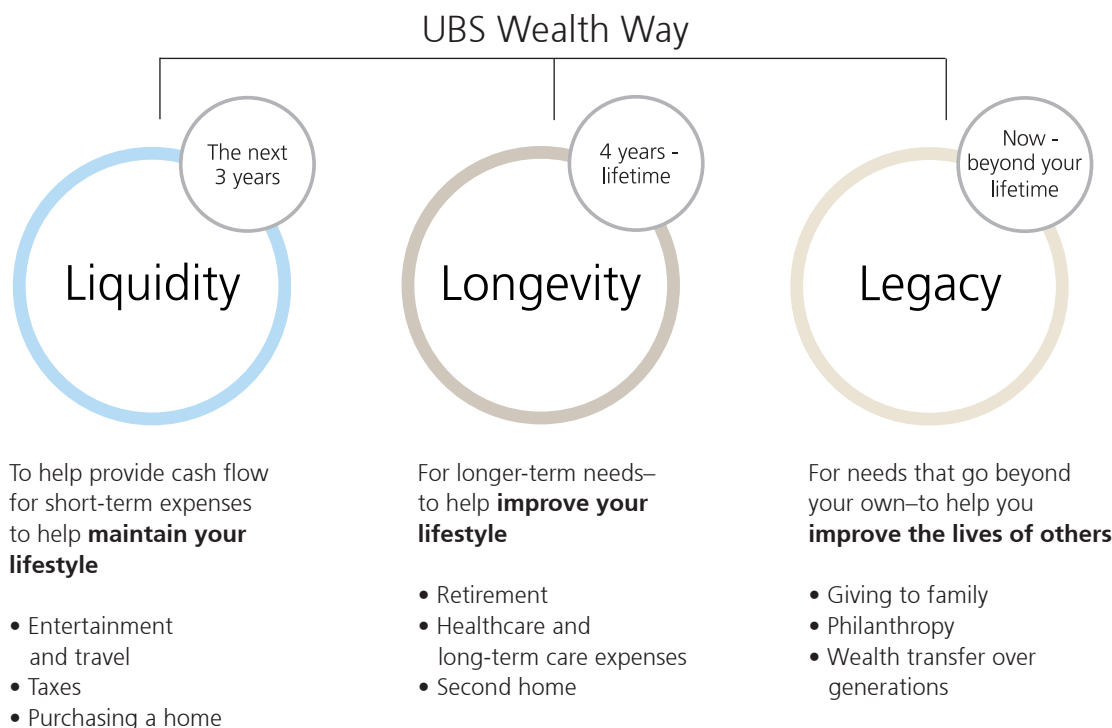 UBS Wealth Way
The next
3 years
Liquidity
To help provide cash flow
for short-term expenses
to help maintain your
lifestyle
• Entertainment
and travel
• Taxes
• Purchasing a home
4 years -
lifetime
Longevity
For longer-term needs–
to help improve your
lifestyle
• Retirement
• Healthcare and
long-term care expenses
• Second home
Now -
beyond your
lifetime
Legacy
For needs that go beyond
your own–to help you
improve the lives of others
• Giving to family
• Philanthropy
• Wealth transfer over
generations